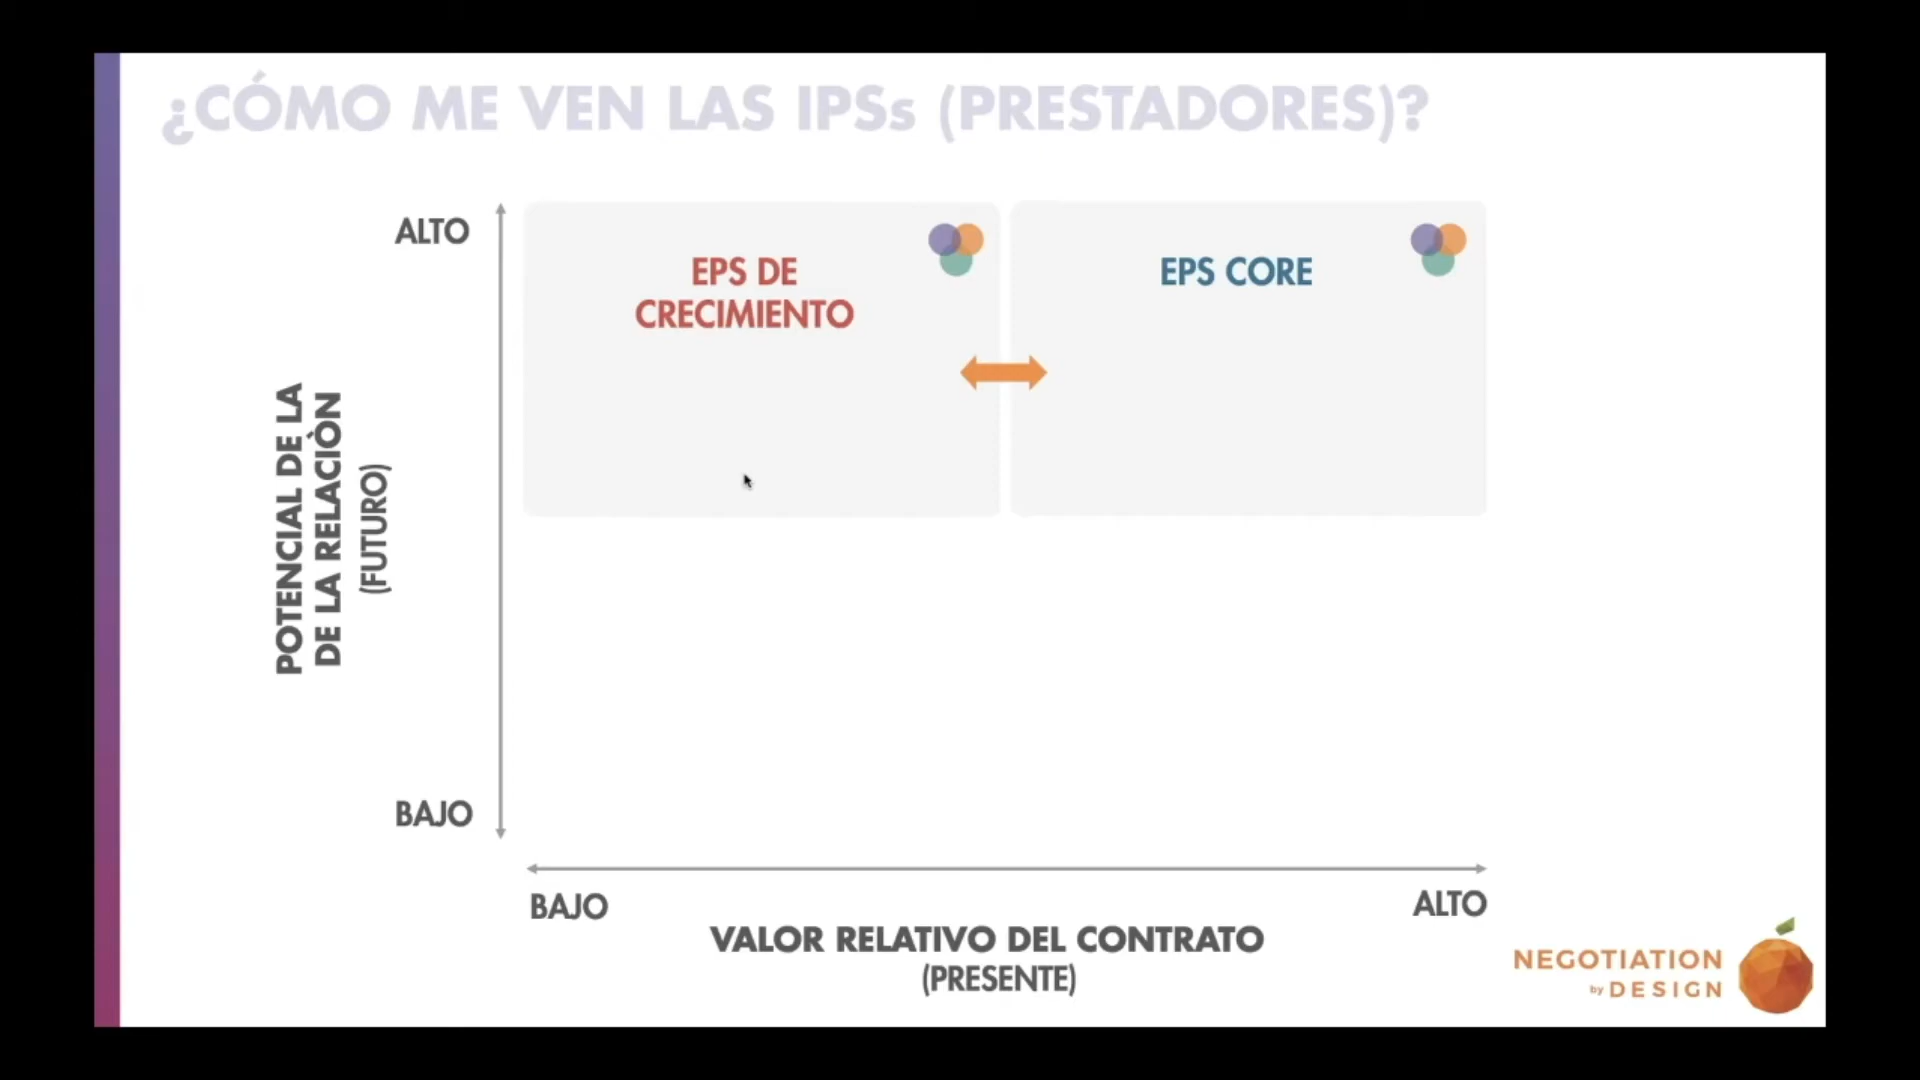 ¿CÓMO ME VEN LAS IPSs (PRESTADORES)?
ALTO
EPS DE
CRECIMIENTO
EPS CORE
POTENCIAL DE LA
DE LA RELACIÓN
(FUTURO)
BAJO
BAJO
ALTO
VALOR RELATIVO DEL CONTRATO
(PRESENTE)
NEGOTIATION
by DESIGN